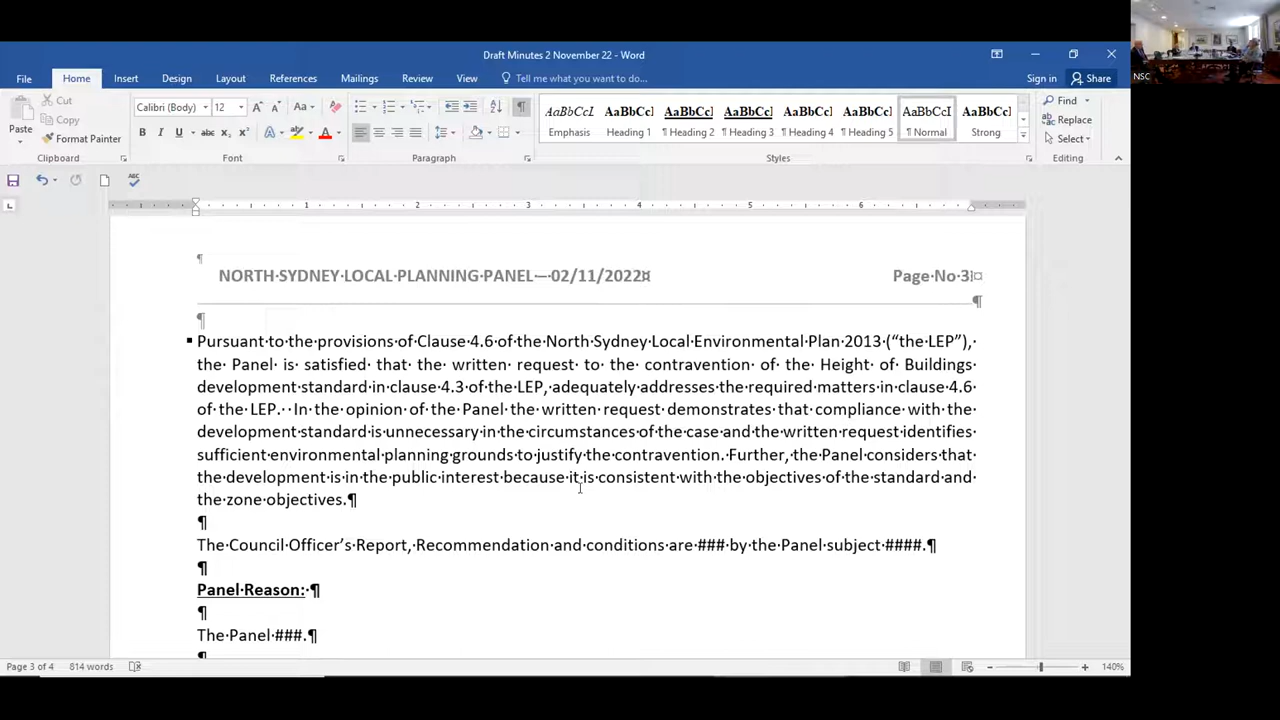 Draft Minutes 2 November 22 - Word
File Home Insert Design Layout References Mailings Review View Tell me what you want to do... Sign in Share
Paste
Cut
Copy
Format Painter
Clipboard
Calibri (Body) 12
Font
Paragraph
AaBbCcI AaBbCcI AaBbCcI AaBbCcI AaBbCcI AaBbCcI AaBbCcI AaBbCcI
Emphasis Heading 1 ¶ Heading 2 ¶ Heading 3 ¶ Heading 4 ¶ Heading 5 ¶ Normal Strong
Styles
Find
Replace
Select
Editing
NSC
1 2 3 4 5 6
¶
NORTH·SYDNEY·LOCAL·PLANNING·PANEL·–·02/11/2022¤ Page·No·3¤
¶
¶
Pursuant·to·the·provisions·of·Clause·4.6·of·the·North·Sydney·Local·Environmental·Plan·2013·(“the·LEP”),·
the· Panel· is· satisfied· that· the· written· request· to· the· contravention· of· the· Height· of· Buildings·
development·standard·in·clause·4.3·of·the·LEP,·adequately·addresses·the·required·matters·in·clause·4.6·
of·the·LEP.··In·the·opinion·of·the·Panel·the·written·request·demonstrates·that·compliance·with·the·
development·standard·is·unnecessary·in·the·circumstances·of·the·case·and·the·written·request·identifies·
sufficient·environmental·planning·grounds·to·justify·the·contravention.·Further,·the·Panel·considers·that·
the·development·is·in·the·public·interest·because·it·is·consistent·with·the·objectives·of·the·standard·and·
the·zone·objectives.¶
¶
The·Council·Officer’s·Report,·Recommendation·and·conditions·are·###·by·the·Panel·subject·####.¶
¶
Panel·Reason:·¶
¶
The·Panel·###.¶
¶
Page 3 of 4 814 words 140%